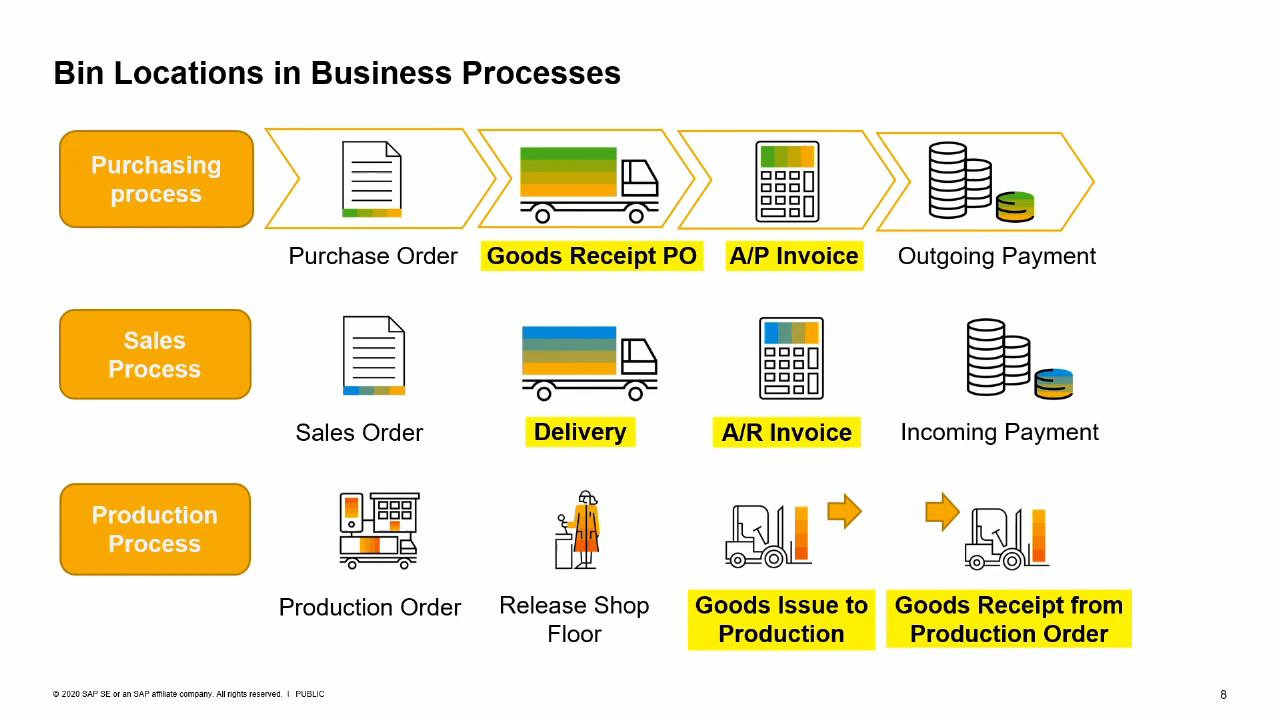 Bin Locations in Business Processes
Purchasing
process
Purchase Order
Goods Receipt PO
A/P Invoice
Outgoing Payment
Sales
Process
Sales Order
Delivery
A/R Invoice
Incoming Payment
Production
Process
Production Order
Release Shop
Floor
Goods Issue to
Production
Goods Receipt from
Production Order
© 2020 SAP SE or an SAP affiliate company. All rights reserved. I PUBLIC
8